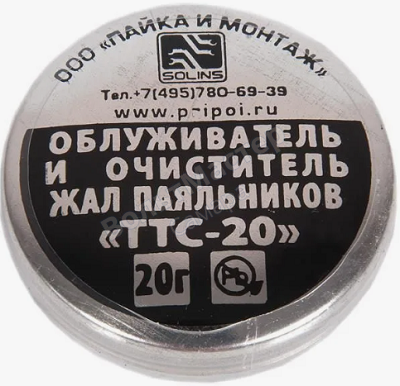 ООО «ПАЙКА И МОНТАЖ»
SOLINS
Тел.+7(495)780-69-39
www.pripoi.ru
ОБЛУЖИВАТЕЛЬ
И ОЧИСТИТЕЛЬ
ЖАЛ ПАЯЛЬНИКОВ
«ТТС-20»
20г
Pb